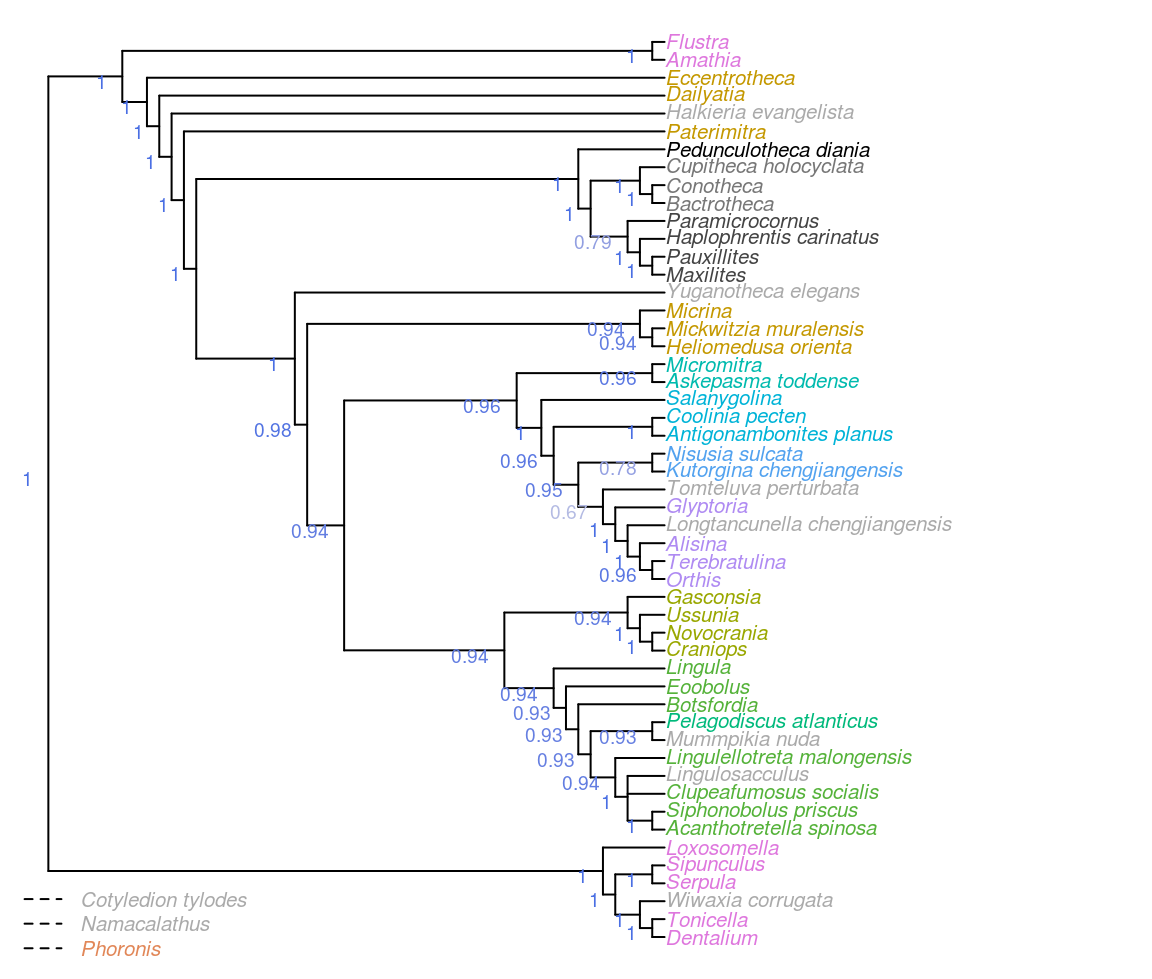 Flustra
1
Amathia
1
Eccentrotheca
Dailyatia
1
Halkieria evangelista
1
Paterimitra
Pedunculotheca diania
1
Cupitheca holocyclata
1
1
Conotheca
1
Bactrotheca
1
1
Paramicrocornus
Haplophrentis carinatus
0.79
Pauxillites
1
Maxilites
1
1
Yuganotheca elegans
Micrina
0.94
Mickwitzia muralensis
0.94
Heliomedusa orienta
Micromitra
1
0.96
Askepasma toddense
Salanygolina
0.96
Coolinia pecten
0.98
1
1
Antigonambonites planus
Nisusia sulcata
0.96
0.78
Kutorgina chengjiangensis
1
0.95
Tomteluva perturbata
Glyptoria
0.67
Longtancunella chengjiangensis
0.94
1
Alisina
1
Terebratulina
1
0.96
Orthis
Gasconsia
0.94
Ussunia
1
Novocrania
1
Craniops
0.94
Lingula
0.94
Eoobolus
0.93
Botsfordia
Pelagodiscus atlanticus
0.93
0.93
Mummpikia nuda
0.93
Lingulellotreta malongensis
0.94
Lingulosacculus
Clupeafumosus socialis
1
Siphonobolus priscus
1
Acanthotretella spinosa
Loxosomella
Sipunculus
1
1
Serpula
1
Wiwaxia corrugata
1
Tonicella
1
Dentalium
Cotyledion tylodes
Namacalathus
Phoronis